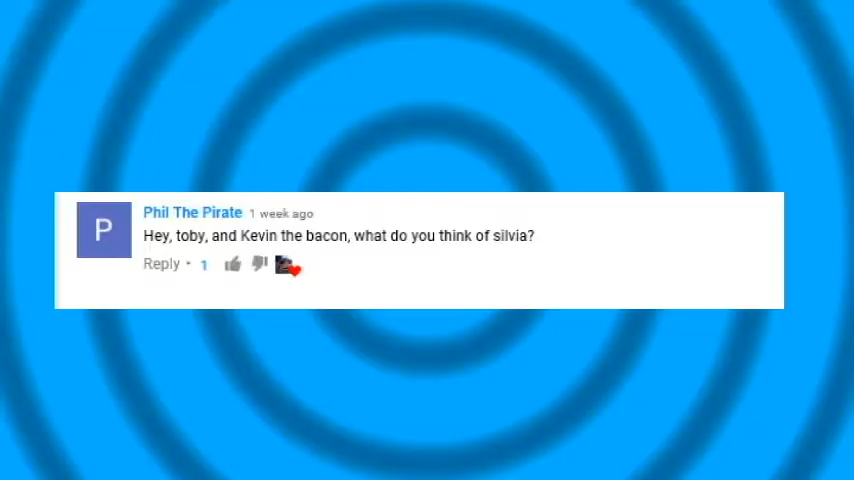 P
Phil The Pirate 1 week ago
Hey, toby, and Kevin the bacon, what do you think of silvia?
Reply • 1